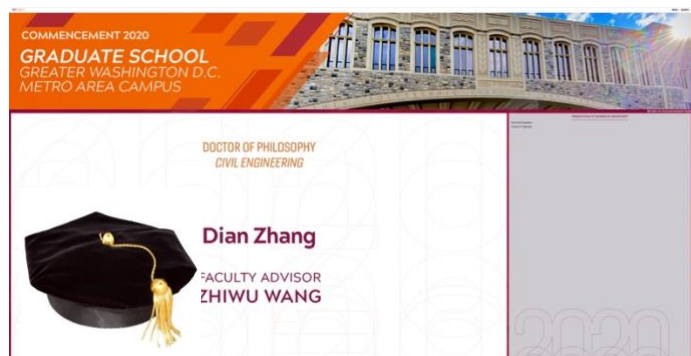 COMMENCEMENT 2020
GRADUATE SCHOOL
GREATER WASHINGTON D.C.
METRO AREA CAMPUS
DOCTOR OF PHILOSOPHY
CIVIL ENGINEERING
Dian Zhang
FACULTY ADVISOR
ZHIWU WANG
2020